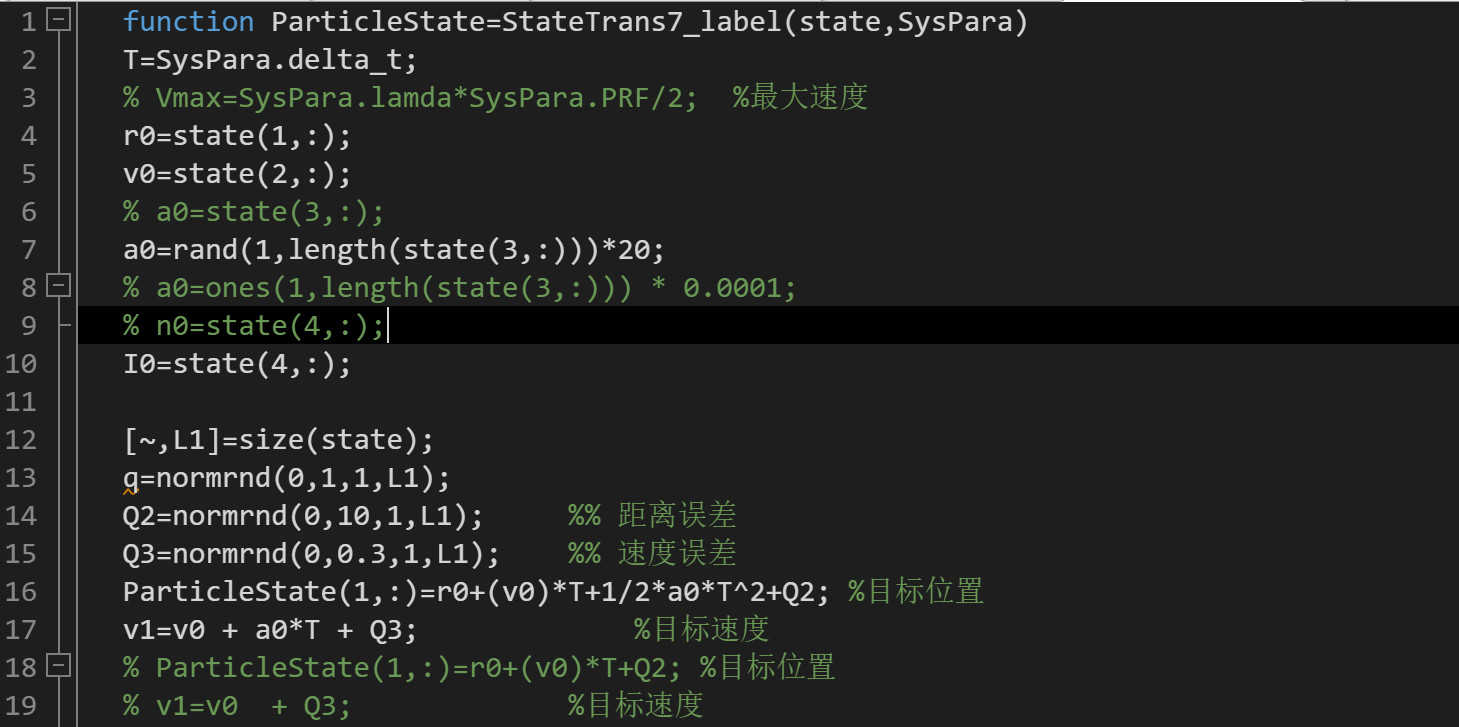 1 function ParticleState=StateTrans7_label(state,SysPara)
2 T=SysPara.delta_t;
3 % Vmax=SysPara.lamda*SysPara.PRF/2;  %最大速度
4 r0=state(1,:);
5 v0=state(2,:);
6 % a0=state(3,:);
7 a0=rand(1,length(state(3,:)))*20;
8 % a0=ones(1,length(state(3,:))) * 0.0001;
9 % n0=state(4,:);
10 I0=state(4,:);
11
12 [~,L1]=size(state);
13 q=normrnd(0,1,1,L1);
14 Q2=normrnd(0,10,1,L1);     %% 距离误差
15 Q3=normrnd(0,0.3,1,L1);    %% 速度误差
16 ParticleState(1,:)=r0+(v0)*T+1/2*a0*T^2+Q2; %目标位置
17 v1=v0 + a0*T + Q3;             %目标速度
18 % ParticleState(1,:)=r0+(v0)*T+Q2; %目标位置
19 % v1=v0  + Q3;             %目标速度